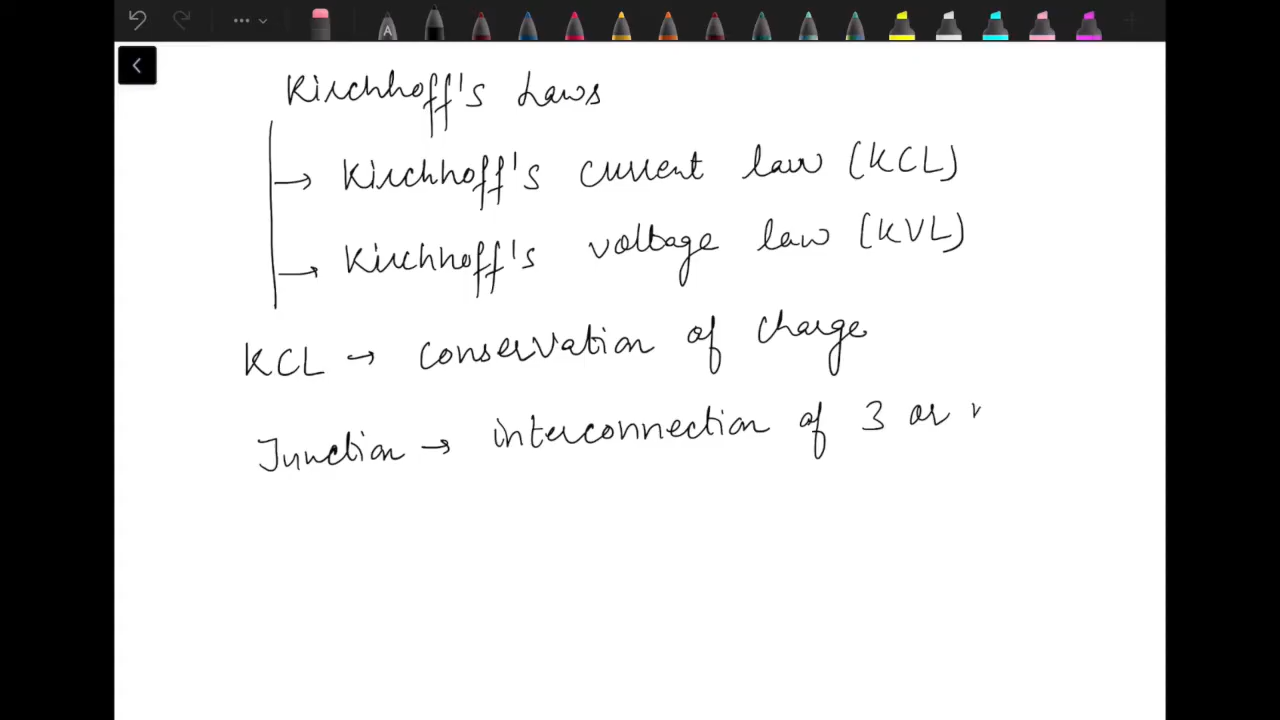 Kirchhoff's Laws
→ Kirchhoff's current law (KCL)
→ Kirchhoff's voltage law (KVL)
KCL → conservation of charge
Junction → interconnection of 3 or
A